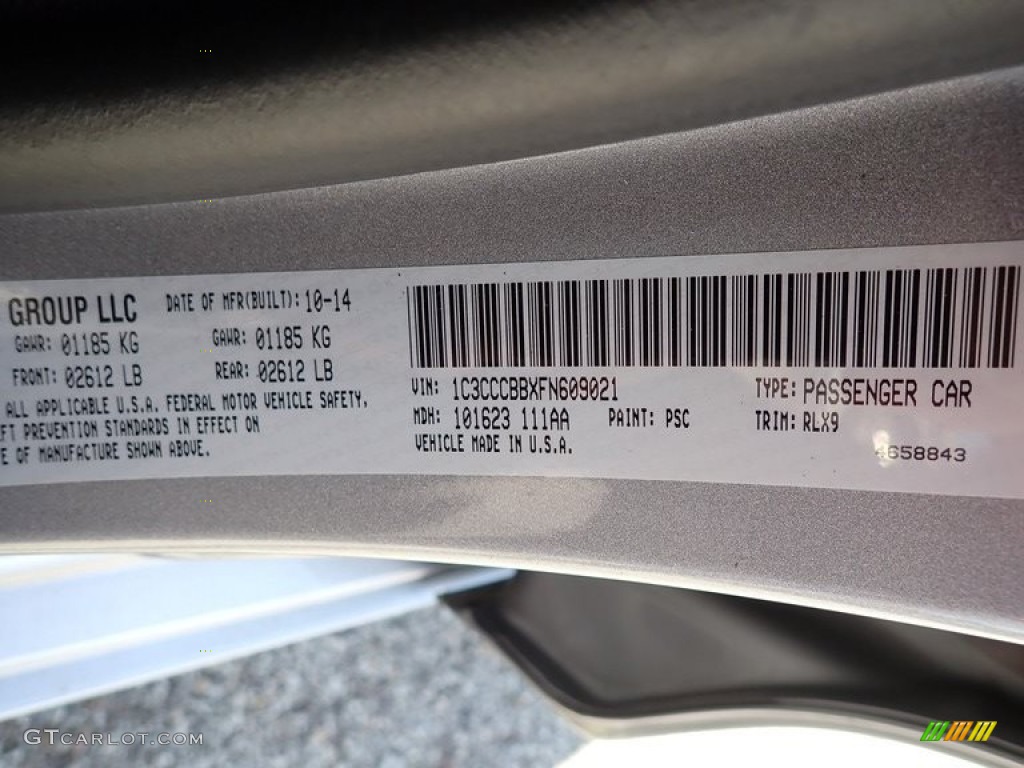 GROUP LLC DATE OF MFR(BUILT): 10-14
GAWR: 01185 KG GAWR: 01185 KG
FRONT: 02612 LB REAR: 02612 LB
ALL APPLICABLE U.S.A. FEDERAL MOTOR VEHICLE SAFETY,
FT PREVENTION STANDARDS IN EFFECT ON
E OF MANUFACTURE SHOWN ABOVE.
VIN: 1C3CCCBBXFN609021 TYPE: PASSENGER CAR
MDH: 101623 111AA PAINT: PSC TRIM: RLX9
VEHICLE MADE IN U.S.A.
4658843
GTCARLOT.COM